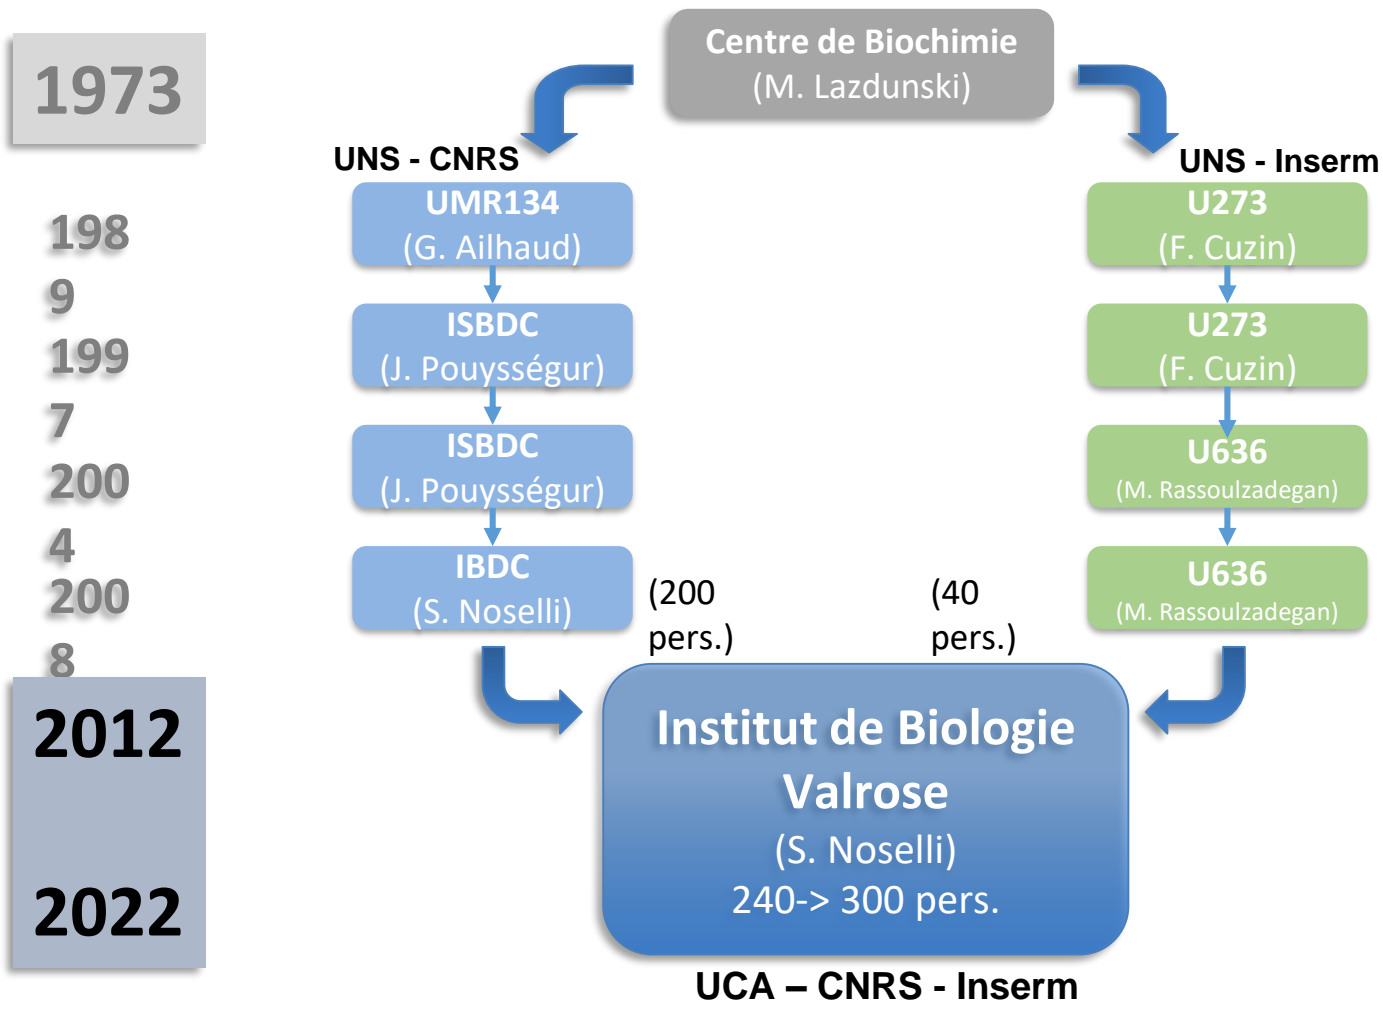 Centre de Biochimie
(M. Lazdunski)
1973
UNS - CNRS
UNS - Inserm
UMR134
(G. Ailhaud)
U273
(F. Cuzin)
198
9
ISBDC
(J. Pouysségur)
U273
(F. Cuzin)
199
7
ISBDC
(J. Pouysségur)
U636
(M. Rassoulzadegan)
200
4
IBDC
(S. Noselli)
(200
pers.)
(40
pers.)
U636
(M. Rassoulzadegan)
200
8
2012
2022
Institut de Biologie
Valrose
(S. Noselli)
240-> 300 pers.
UCA – CNRS - Inserm